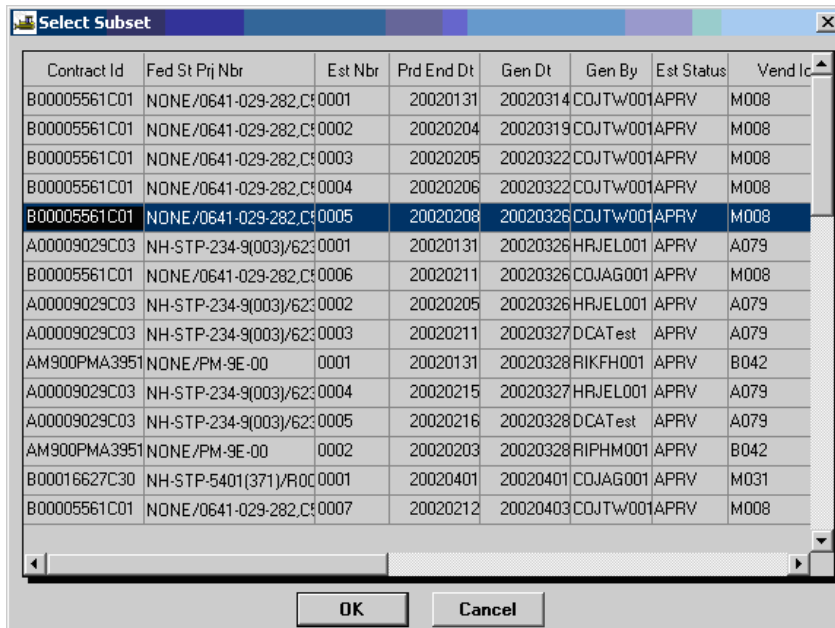 Select Subset
Contract Id Fed St Prj Nbr Est Nbr Prd End Dt Gen Dt Gen By Est Status Vend Id
B00005561C01 NONE/0641-029-282,C5 0001 20020131 20020314 COJTW001 APRV M008
B00005561C01 NONE/0641-029-282,C5 0002 20020204 20020319 COJTW001 APRV M008
B00005561C01 NONE/0641-029-282,C5 0003 20020205 20020322 COJTW001 APRV M008
B00005561C01 NONE/0641-029-282,C5 0004 20020206 20020322 COJTW001 APRV M008
B00005561C01 NONE/0641-029-282,C5 0005 20020208 20020326 COJTW001 APRV M008
A00009029C03 NH-STP-234-9(003)/623 0001 20020131 20020326 HRJEL001 APRV A079
B00005561C01 NONE/0641-029-282,C5 0006 20020211 20020326 COJAG001 APRV M008
A00009029C03 NH-STP-234-9(003)/623 0002 20020205 20020326 HRJEL001 APRV A079
A00009029C03 NH-STP-234-9(003)/623 0003 20020211 20020327 DCATest APRV A079
AM900PMA3951 NONE/PM-9E-00 0001 20020131 20020328 RIKFH001 APRV B042
A00009029C03 NH-STP-234-9(003)/623 0004 20020215 20020327 HRJEL001 APRV A079
A00009029C03 NH-STP-234-9(003)/623 0005 20020216 20020328 DCATest APRV A079
AM900PMA3951 NONE/PM-9E-00 0002 20020203 20020328 RIPHM001 APRV B042
B00016627C30 NH-STP-5401(371)/R00 0001 20020401 20020401 COJAG001 APRV M031
B00005561C01 NONE/0641-029-282,C5 0007 20020212 20020403 COJTW001 APRV M008
OK Cancel